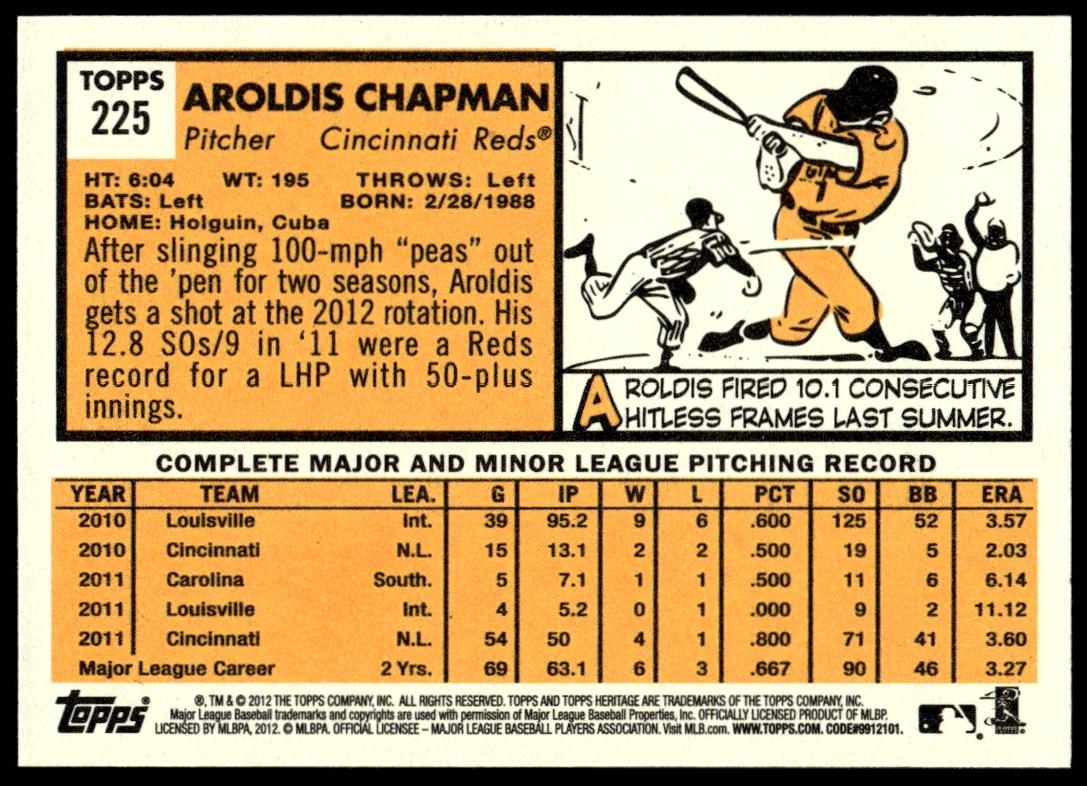 TOPPS
225
AROLDIS CHAPMAN
Pitcher Cincinnati Reds®
HT: 6:04 WT: 195 THROWS: Left
BATS: Left BORN: 2/28/1988
HOME: Holguin, Cuba
After slinging 100-mph “peas” out
of the ’pen for two seasons, Aroldis
gets a shot at the 2012 rotation. His
12.8 SOs/9 in ‘11 were a Reds
record for a LHP with 50-plus
innings.
AROLDIS FIRED 10.1 CONSECUTIVE
HITLESS FRAMES LAST SUMMER.
COMPLETE MAJOR AND MINOR LEAGUE PITCHING RECORD
YEAR TEAM LEA. G IP W L PCT SO BB ERA
2010 Louisville Int. 39 95.2 9 6 .600 125 52 3.57
2010 Cincinnati N.L. 15 13.1 2 2 .500 19 5 2.03
2011 Carolina South. 5 7.1 1 1 .500 11 6 6.14
2011 Louisville Int. 4 5.2 0 1 .000 9 2 11.12
2011 Cincinnati N.L. 54 50 4 1 .800 71 41 3.60
Major League Career 2 Yrs. 69 63.1 6 3 .667 90 46 3.27
Topps®
®, TM & © 2012 THE TOPPS COMPANY, INC. ALL RIGHTS RESERVED. TOPPS AND TOPPS HERITAGE ARE TRADEMARKS OF THE TOPPS COMPANY, INC.
Major League Baseball trademarks and copyrights are used with permission of Major League Baseball Properties, Inc. OFFICIALLY LICENSED PRODUCT OF MLBP.
LICENSED BY MLBPA, 2012. © MLBPA. OFFICIAL LICENSEE – MAJOR LEAGUE BASEBALL PLAYERS ASSOCIATION. Visit MLB.com. WWW.TOPPS.COM. CODE#9912101.